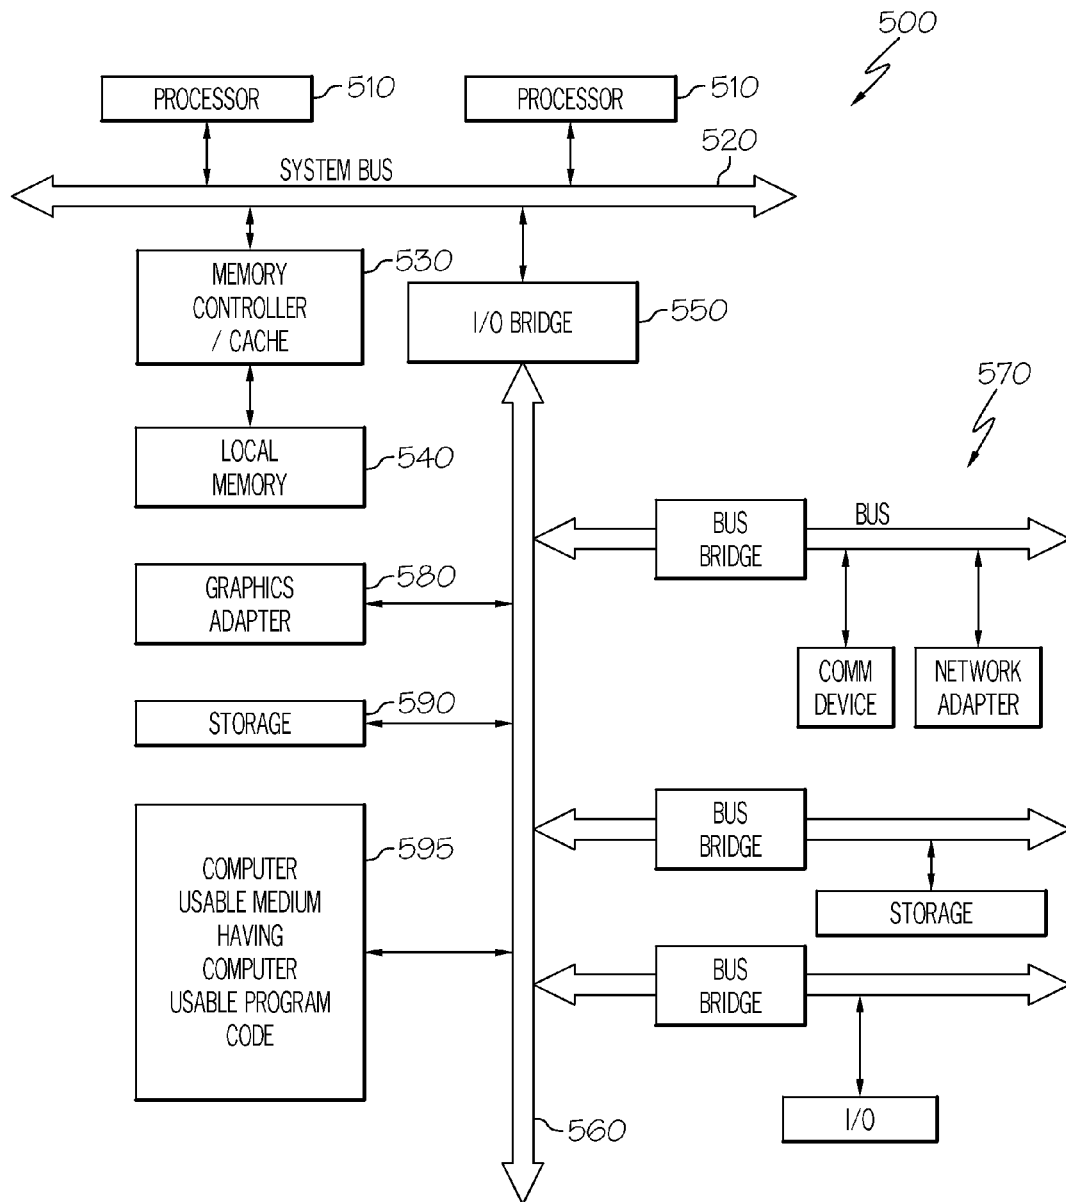 500
PROCESSOR
510
PROCESSOR
510
SYSTEM BUS
520
MEMORY
CONTROLLER
/ CACHE
530
I/O BRIDGE
550
570
LOCAL
MEMORY
540
BUS
BRIDGE
BUS
GRAPHICS
ADAPTER
580
COMM
DEVICE
NETWORK
ADAPTER
STORAGE
590
BUS
BRIDGE
COMPUTER
USABLE MEDIUM
HAVING
COMPUTER
USABLE PROGRAM
CODE
595
STORAGE
BUS
BRIDGE
I/O
560